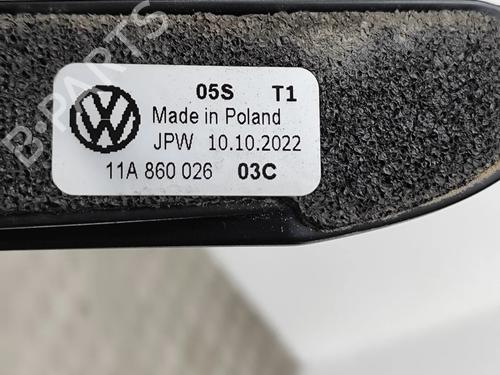 B-PARTS
05S T1
Made in Poland
JPW 10.10.2022
11A 860 026 03C